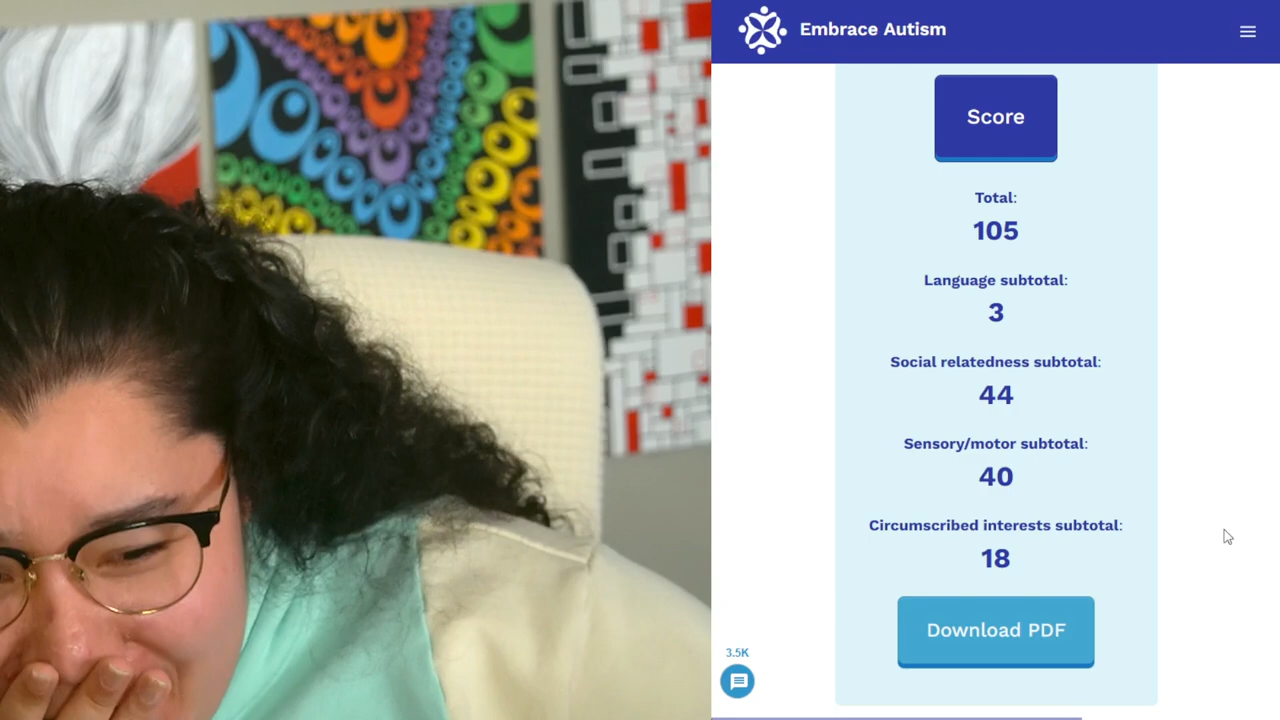 Embrace Autism
Score
Total:
105
Language subtotal:
3
Social relatedness subtotal:
44
Sensory/motor subtotal:
40
Circumscribed interests subtotal:
18
Download PDF
3.5K